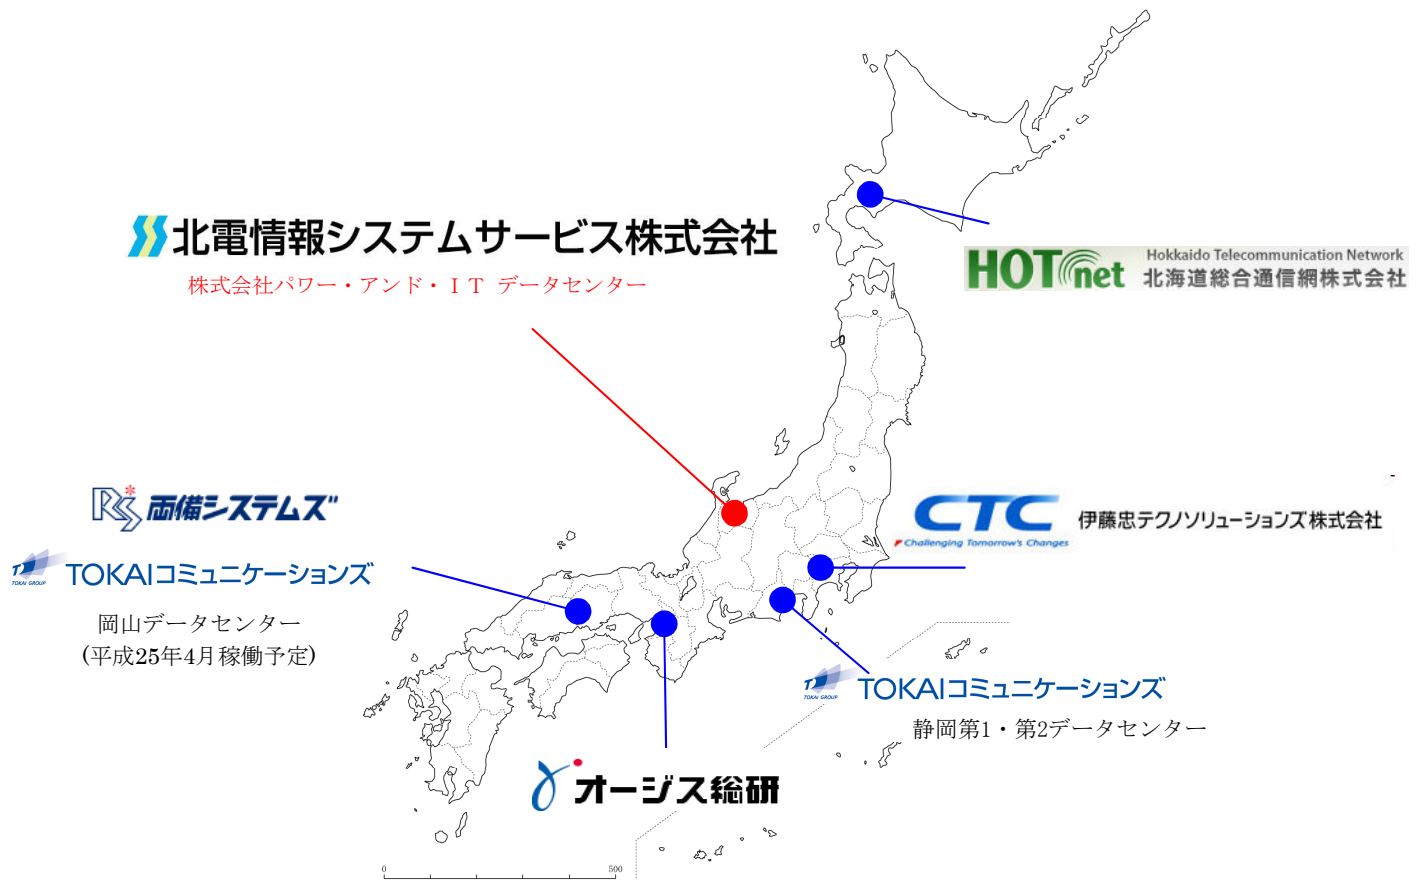 北電情報システムサービス株式会社
株式会社パワー・アンド・ＩＴ データセンター
HOTnet
Hokkaido Telecommunication Network
北海道総合通信網株式会社
RSS 両備システムズ
TOKAI GROUP
TOKAIコミュニケーションズ
岡山データセンター
(平成25年4月稼働予定)
CTC
Challenging Tomorrow's Changes
伊藤忠テクノソリューションズ株式会社
TOKAI GROUP
TOKAIコミュニケーションズ
静岡第1・第2データセンター
オージス総研
0 500